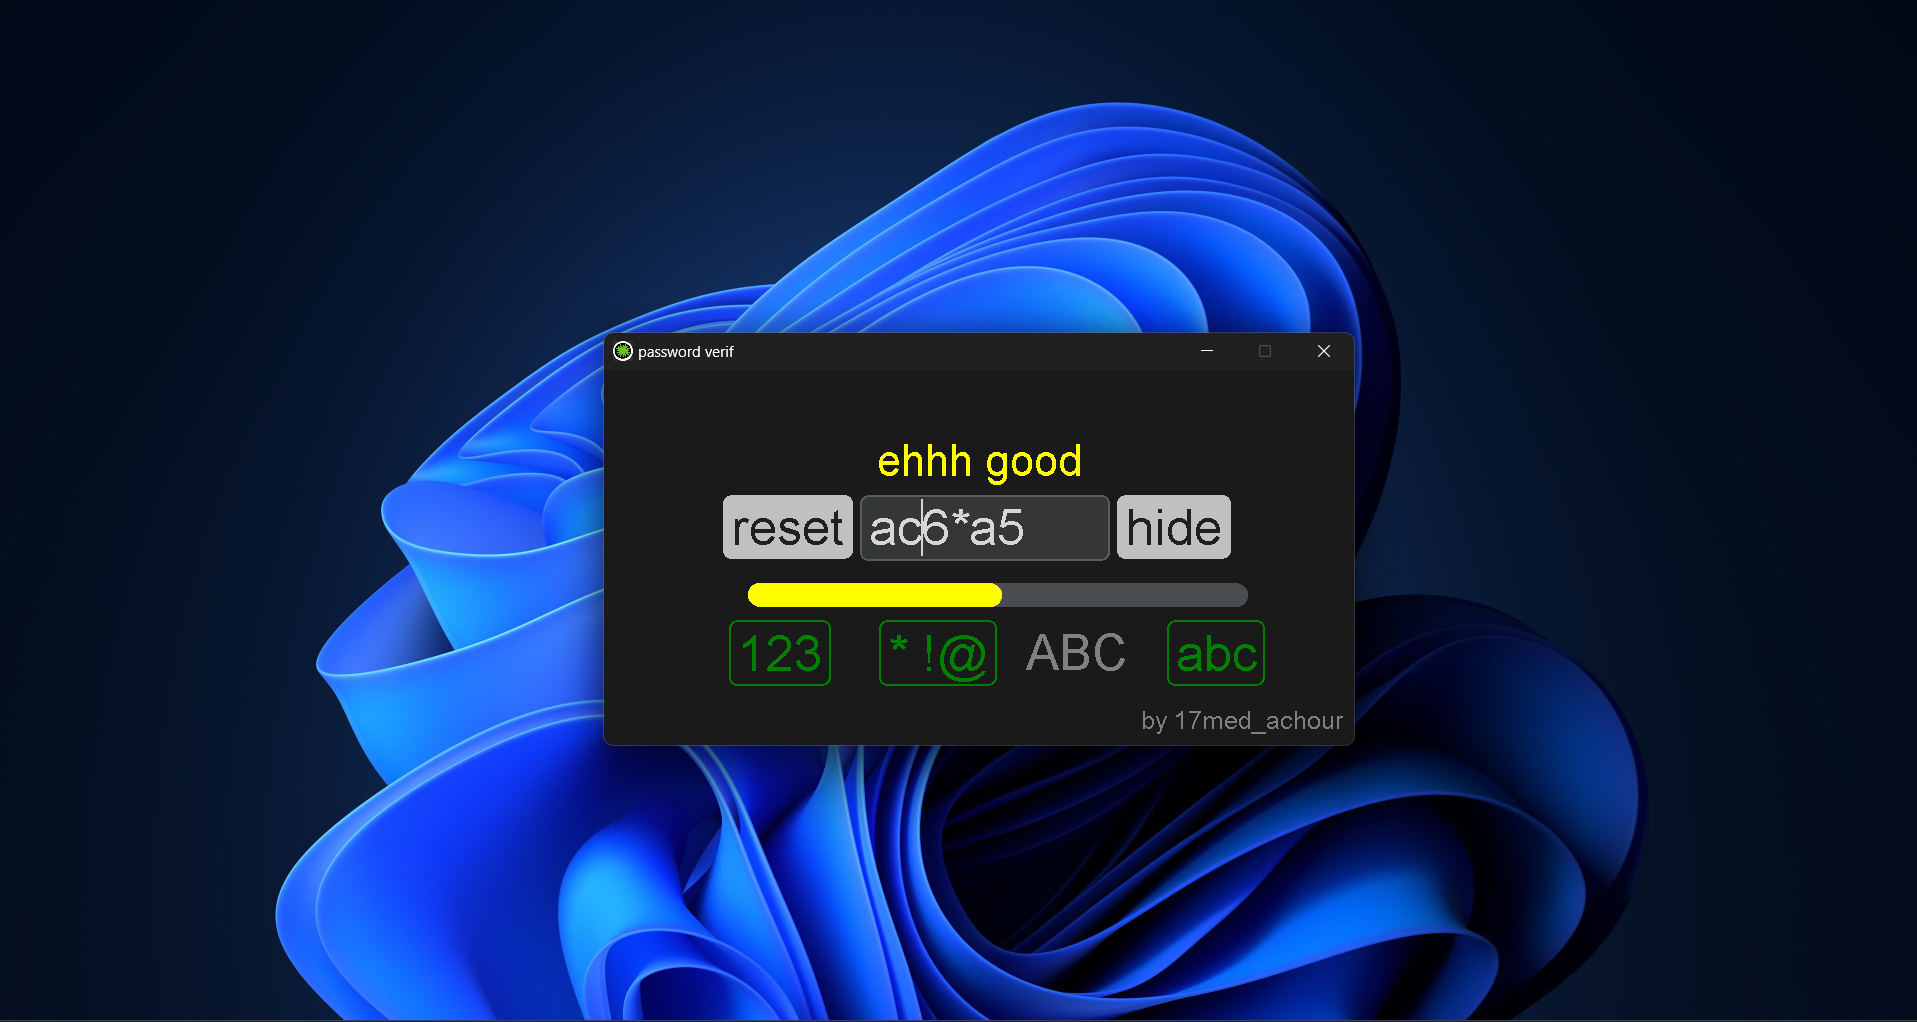 password verif
ehhh good
reset ac6*a5 hide
123 * !@ ABC abc
by 17med_achour